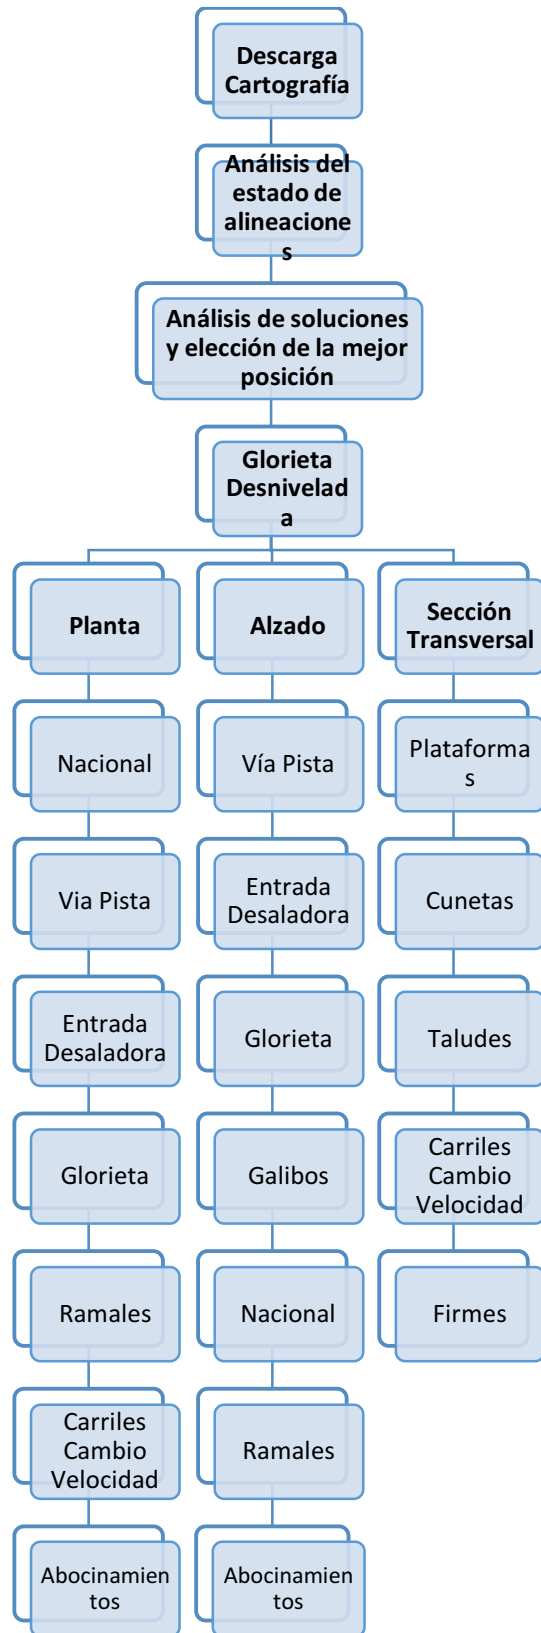 Descarga
Cartografía
Análisis del
estado de
alineacione
s
Análisis de soluciones
y elección de la mejor
posición
Glorieta
Desnivelad
a
Planta
Alzado
Sección
Transversal
Nacional
Vía Pista
Plataforma
s
Via Pista
Entrada
Desaladora
Cunetas
Entrada
Desaladora
Glorieta
Taludes
Glorieta
Galibos
Carriles
Cambio
Velocidad
Ramales
Nacional
Firmes
Carriles
Cambio
Velocidad
Ramales
Abocinamien
tos
Abocinamien
tos